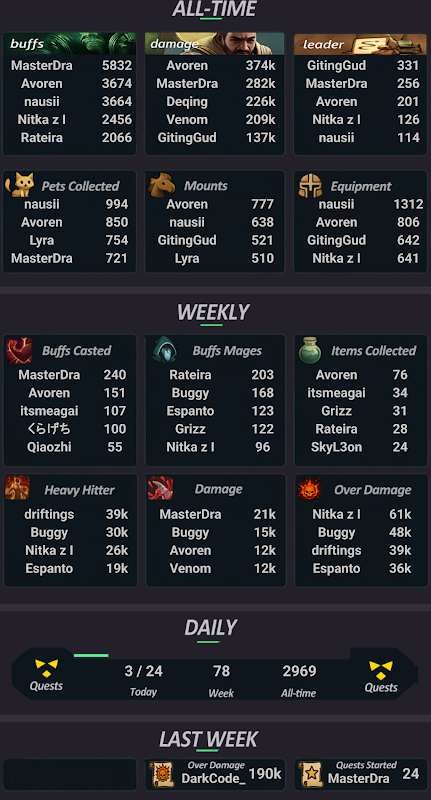 ALL-TIME
buffs damage leader
MasterDra 5832 Avoren 374k GitingGud 331
Avoren 3674 MasterDra 282k MasterDra 256
nausii 3664 Deqing 226k Avoren 201
Nitka z l 2456 Venom 209k Nitka z l 126
Rateira 2066 GitingGud 137k nausii 114
Pets Collected Mounts Equipment
nausii 994 Avoren 777 nausii 1312
Avoren 850 nausii 638 Avoren 806
Lyra 754 GitingGud 521 GitingGud 642
MasterDra 721 Lyra 510 Nitka z l 641
WEEKLY
Buffs Casted Buffs Mages Items Collected
MasterDra 240 Rateira 203 Avoren 76
Avoren 151 Buggy 168 itsmeagai 34
itsmeagai 107 Espanto 123 Grizz 31
くらげち 100 Grizz 122 Rateira 28
Qiaozhi 55 Nitka z l 96 SkyL3on 24
Heavy Hitter Damage Over Damage
driftings 39k MasterDra 21k Nitka z l 61k
Buggy 30k Buggy 15k Buggy 48k
Nitka z l 26k Avoren 12k driftings 39k
Espanto 19k Venom 12k Espanto 36k
DAILY
3 / 24 78 2969
Quests Today Week All-time Quests
LAST WEEK
Over Damage Quests Started
DarkCode_ 190k MasterDra 24